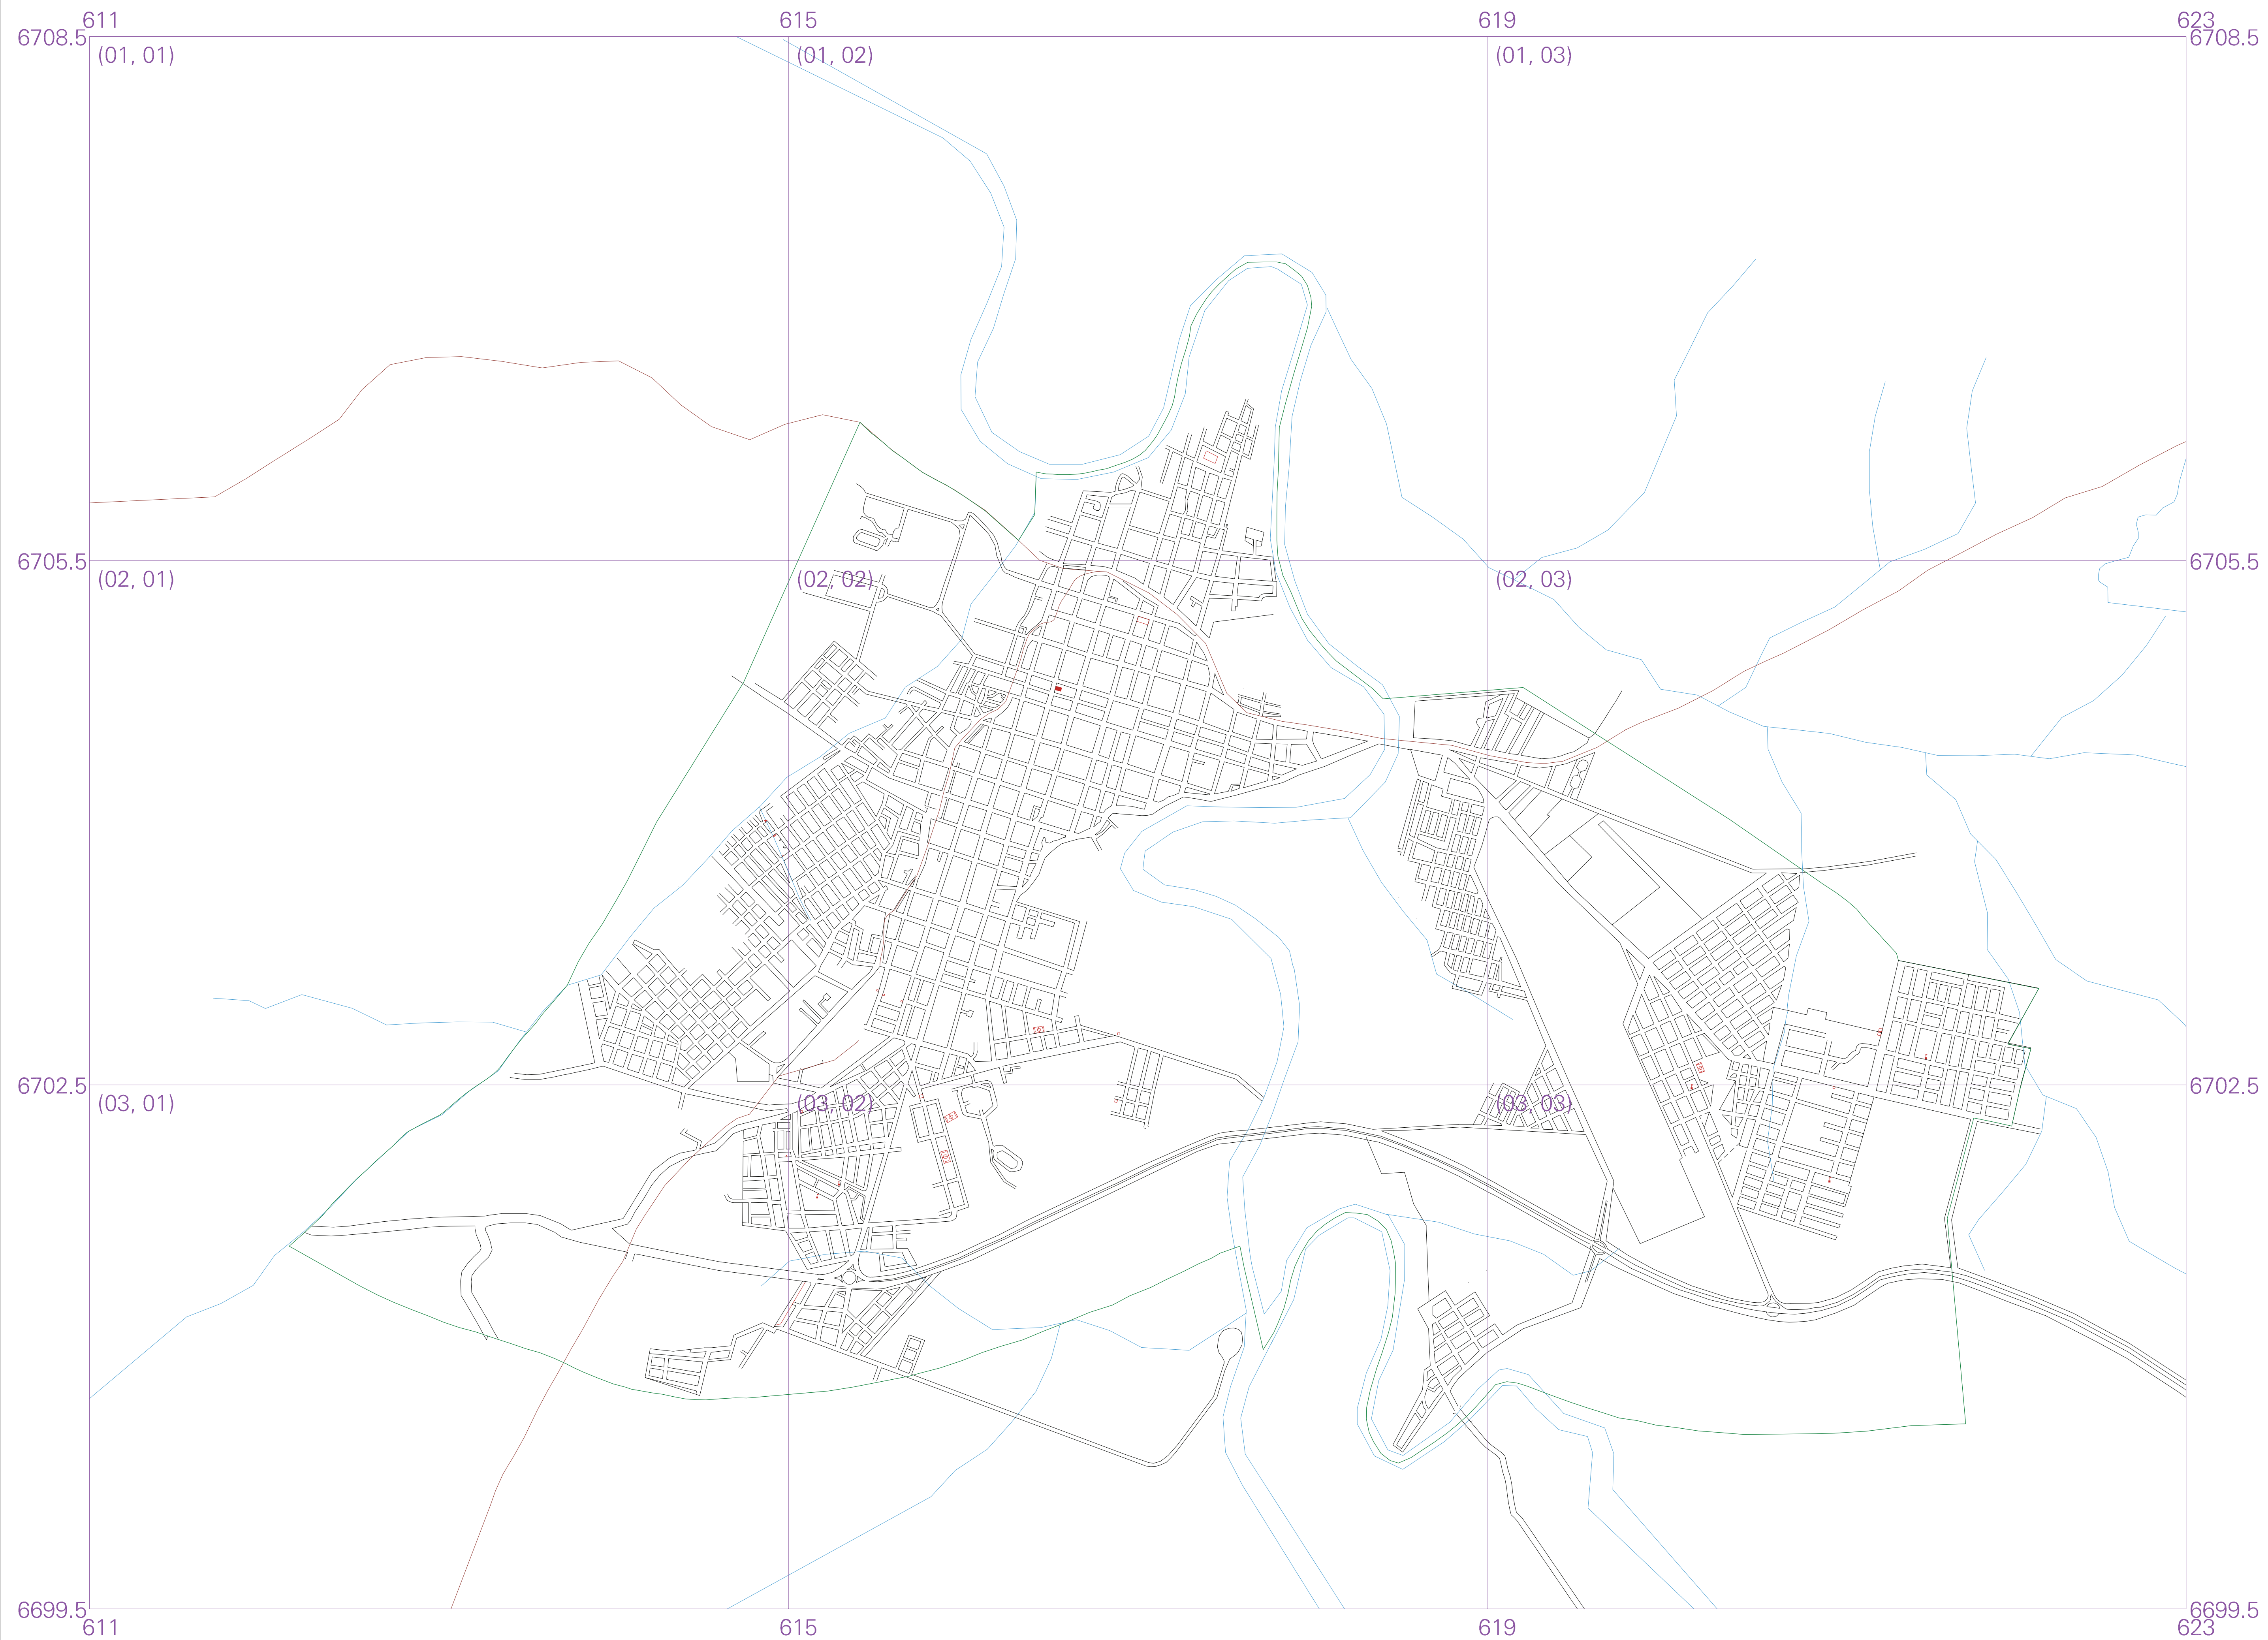 611 615 619 623
6708.5 6708.5
(01, 01) (01, 02) (01, 03)
6705.5 6705.5
(02, 01) (02, 02) (02, 03)
6702.5 6702.5
(03, 01) (03, 02) (03, 03)
6699.5 6699.5
611 615 619 623